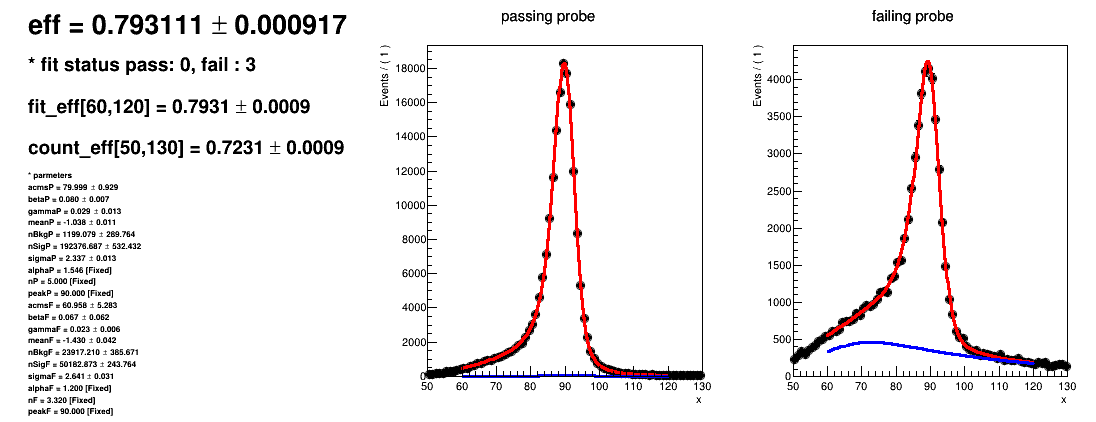 eff = 0.793111 ± 0.000917
* fit status pass: 0, fail : 3
fit_eff[60,120] = 0.7931 ± 0.0009
count_eff[50,130] = 0.7231 ± 0.0009
* parmeters
acmsP = 79.999 ± 0.929
betaP = 0.080 ± 0.007
gammaP = 0.029 ± 0.013
meanP = -1.038 ± 0.011
nBkgP = 1199.079 ± 289.764
nSigP = 192376.687 ± 532.432
sigmaP = 2.337 ± 0.013
alphaP = 1.546 [Fixed]
nP = 5.000 [Fixed]
peakP = 90.000 [Fixed]
acmsF = 60.958 ± 5.283
betaF = 0.067 ± 0.062
gammaF = 0.023 ± 0.006
meanF = -1.430 ± 0.042
nBkgF = 23917.210 ± 385.671
nSigF = 50182.873 ± 243.764
sigmaF = 2.641 ± 0.031
alphaF = 1.200 [Fixed]
nF = 3.320 [Fixed]
peakF = 90.000 [Fixed]
passing probe
Events / ( 1 )
18000
16000
14000
12000
10000
8000
6000
4000
2000
0
50 60 70 80 90 100 110 120 130
x
failing probe
Events / ( 1 )
4000
3500
3000
2500
2000
1500
1000
500
0
50 60 70 80 90 100 110 120 130
x